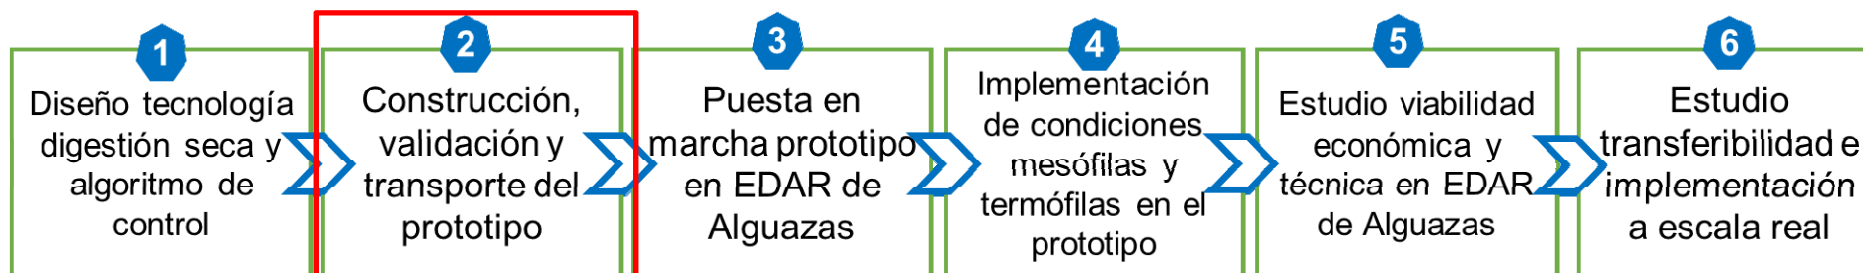 1
Diseño tecnología
digestión seca y
algoritmo de
control
2
Construcción,
validación y
transporte del
prototipo
3
Puesta en
marcha prototipo
en EDAR de
Alguazas
4
Implementación
de condiciones
mesófilas y
termófilas en el
prototipo
5
Estudio viabilidad
económica y
técnica en EDAR
de Alguazas
6
Estudio
transferibilidad e
implementación
a escala real